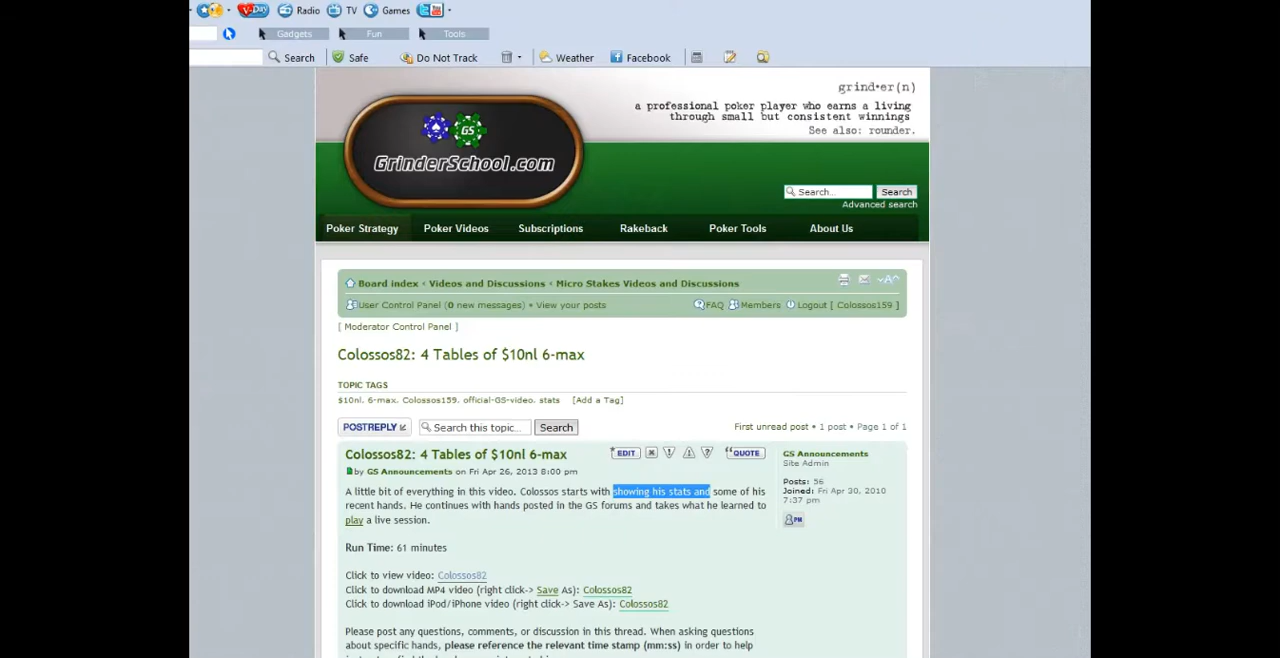 Radio TV Games
Gadgets Fun Tools
Search Safe Do Not Track Weather Facebook
grind•er(n)
a professional poker player who earns a living
through small but consistent winnings
See also: rounder.
GS
GrinderSchool.com
Search... Search
Advanced search
Poker Strategy Poker Videos Subscriptions Rakeback Poker Tools About Us
Board index ‹ Videos and Discussions ‹ Micro Stakes Videos and Discussions
User Control Panel (0 new messages) • View your posts FAQ Members Logout [ Colossos159 ]
[ Moderator Control Panel ]
Colossos82: 4 Tables of $10nl 6-max
TOPIC TAGS
$10nl, 6-max, Colossos159, official-GS-video, stats [Add a Tag]
POSTREPLY Search this topic... Search First unread post • 1 post • Page 1 of 1
Colossos82: 4 Tables of $10nl 6-max EDIT QUOTE
by GS Announcements on Fri Apr 26, 2013 8:00 pm
A little bit of everything in this video. Colossos starts with showing his stats and some of his
recent hands. He continues with hands posted in the GS forums and takes what he learned to
play a live session.
Run Time: 61 minutes
Click to view video: Colossos82
Click to download MP4 video (right click-> Save As): Colossos82
Click to download iPod/iPhone video (right click-> Save As): Colossos82
Please post any questions, comments, or discussion in this thread. When asking questions
about specific hands, please reference the relevant time stamp (mm:ss) in order to help
GS Announcements
Site Admin
Posts: 56
Joined: Fri Apr 30, 2010
7:37 pm
PM